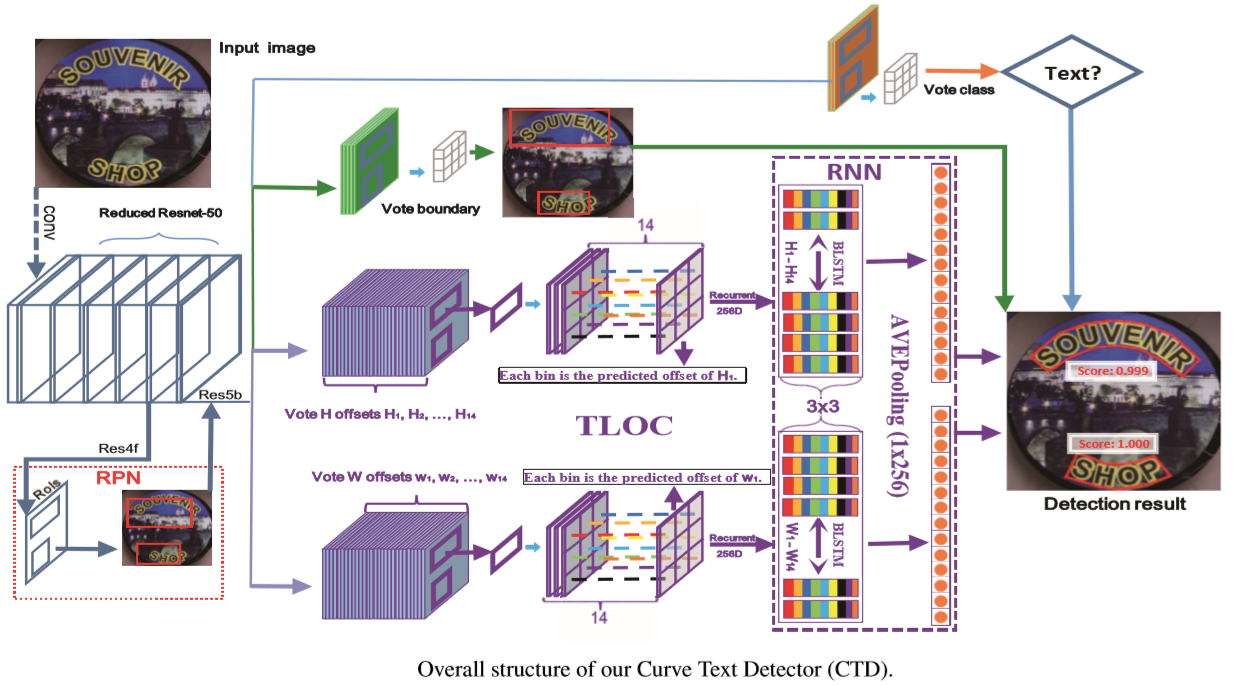 Input image
SOUVENIR
SHOP
conv
Reduced Resnet-50
Res5b
Res4f
RPN
RoIs
SOUVENIR
SHOP
Vote boundary
SOUVENIR
SHOP
Vote class
Text?
14
Recurrent
256D
Each bin is the predicted offset of H₁.
Vote H offsets H₁, H₂, ..., H₁₄
TLOC
Vote W offsets w₁, w₂, ..., w₁₄
Each bin is the predicted offset of w₁.
Recurrent
256D
14
RNN
H₁-H₁₄
BLSTM
3x3
W₁-W₁₄
BLSTM
AVEPooling (1x256)
SOUVENIR
Score: 0.999
Score: 1.000
SHOP
Detection result
Overall structure of our Curve Text Detector (CTD).